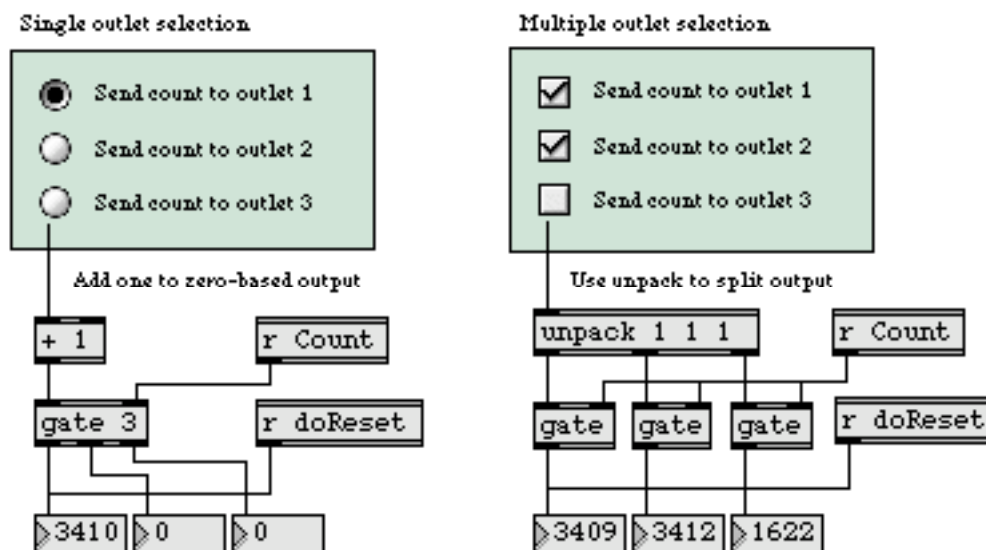 Single outlet selection
Send count to outlet 1
Send count to outlet 2
Send count to outlet 3
Add one to zero-based output
+ 1
r Count
gate 3
r doReset
3410
0
0
Multiple outlet selection
Send count to outlet 1
Send count to outlet 2
Send count to outlet 3
Use unpack to split output
unpack 1 1 1
r Count
gate
gate
gate
r doReset
3409
3412
1622